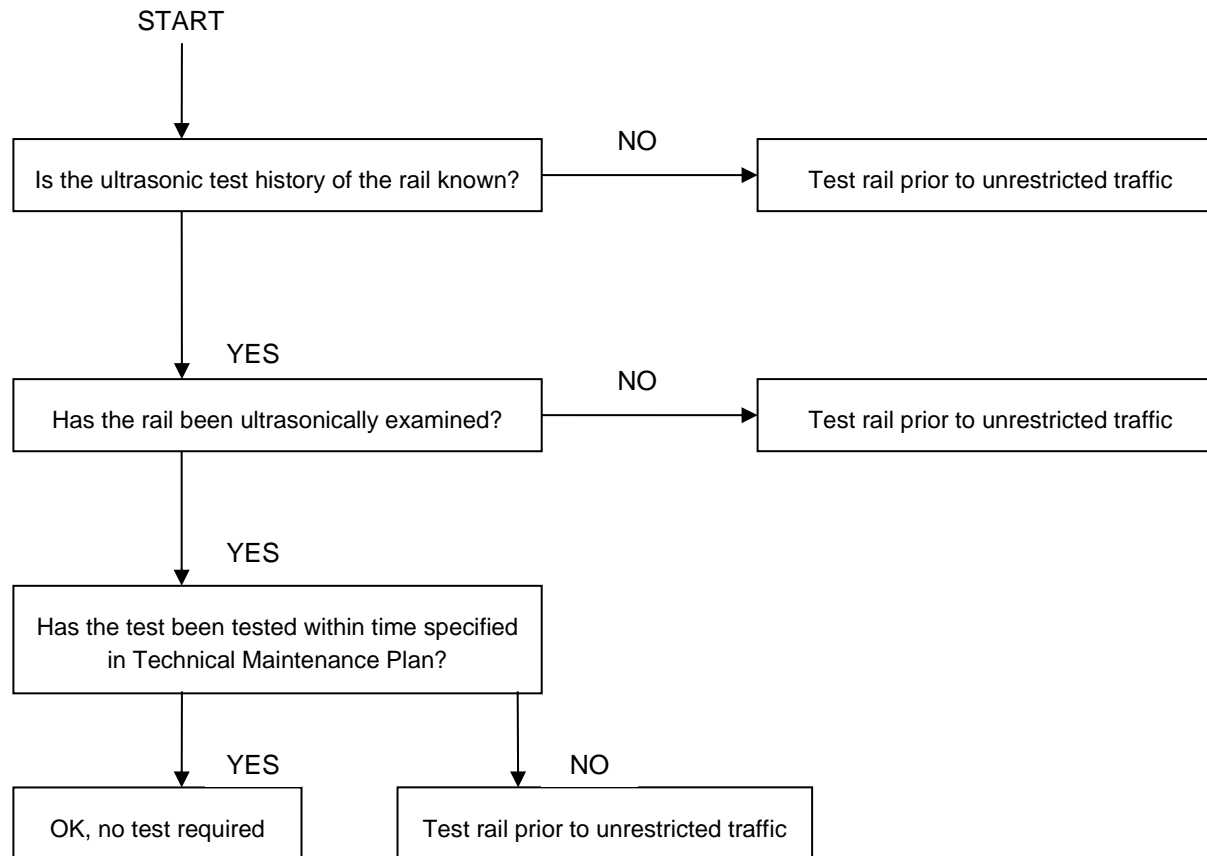 START
NO
Is the ultrasonic test history of the rail known?
Test rail prior to unrestricted traffic
YES
NO
Has the rail been ultrasonically examined?
Test rail prior to unrestricted traffic
YES
Has the test been tested within time specified
in Technical Maintenance Plan?
YES
NO
OK, no test required
Test rail prior to unrestricted traffic